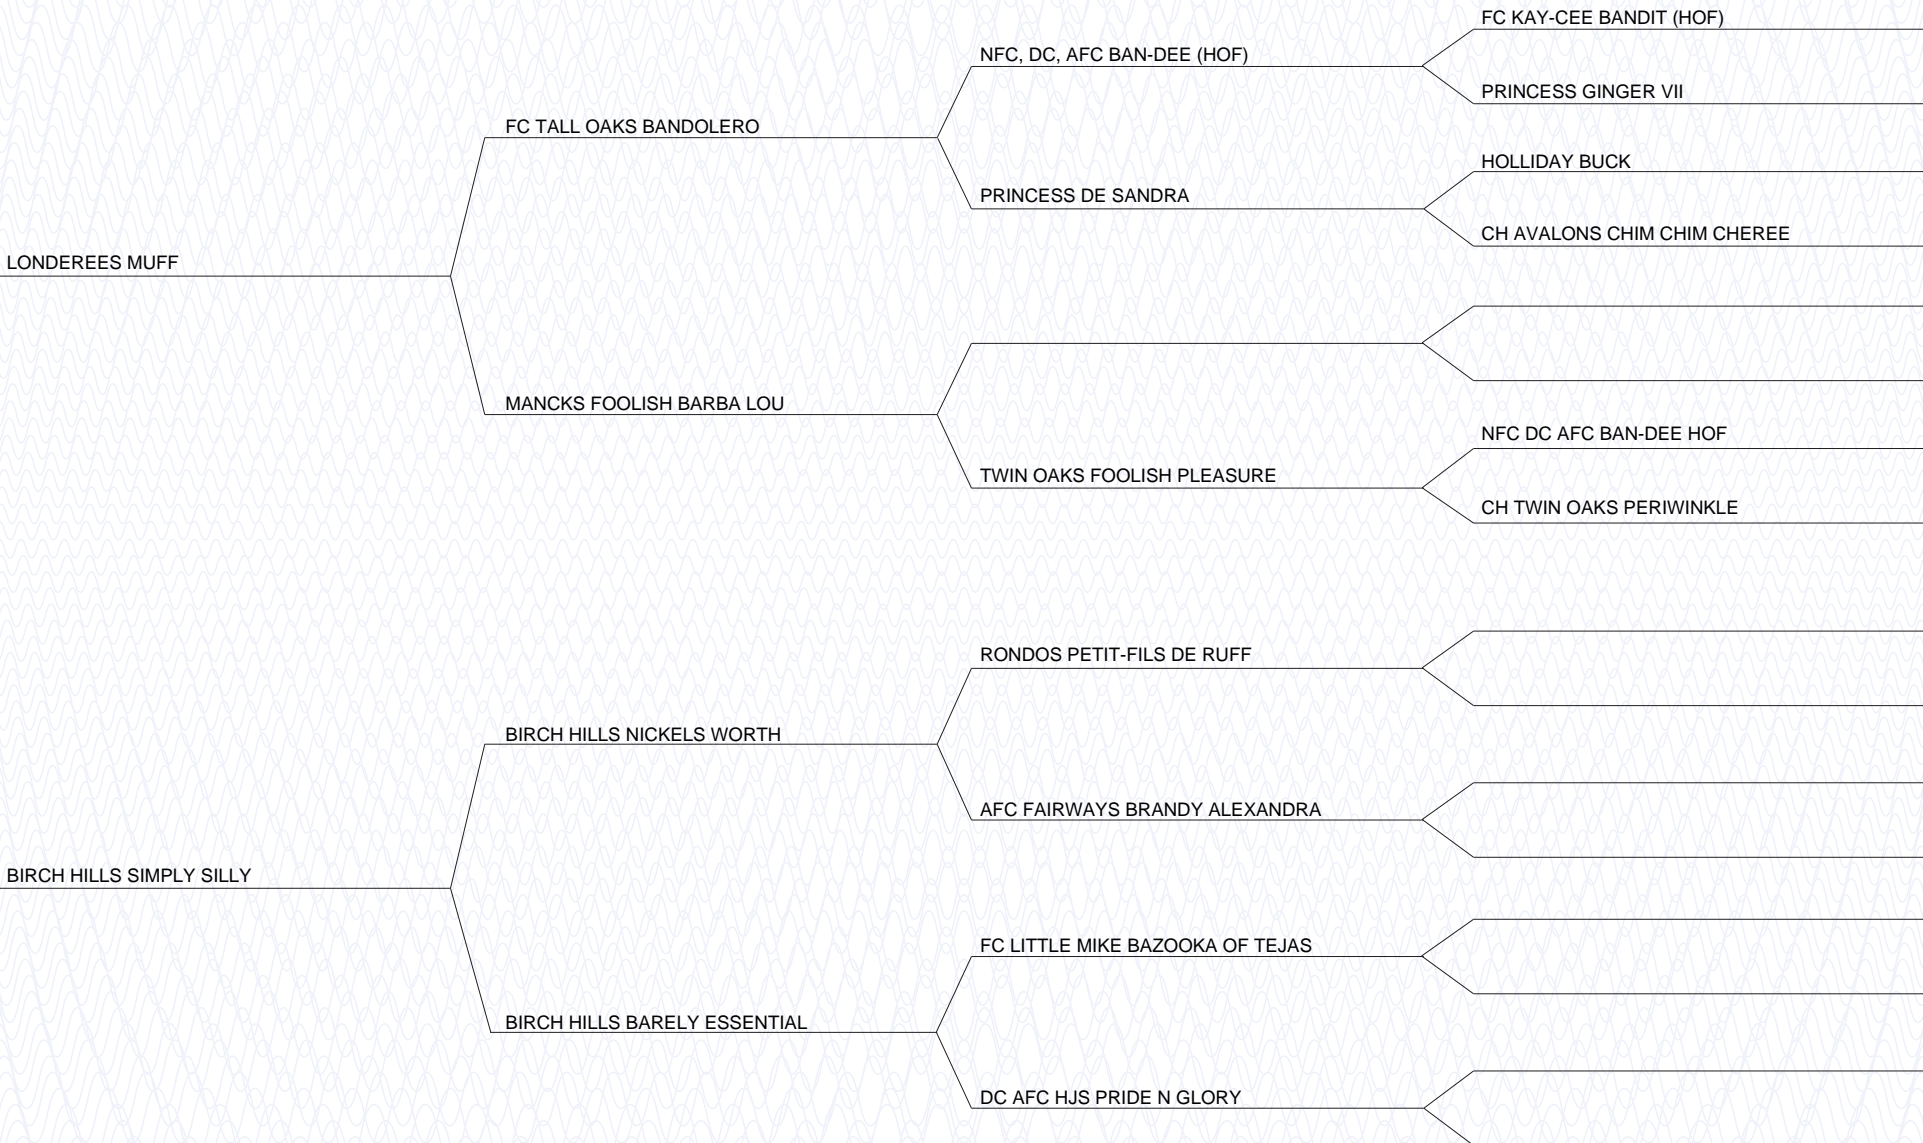 FC KAY-CEE BANDIT (HOF)
NFC, DC, AFC BAN-DEE (HOF)
PRINCESS GINGER VII
FC TALL OAKS BANDOLERO
HOLLIDAY BUCK
PRINCESS DE SANDRA
CH AVALONS CHIM CHIM CHEREE
LONDEREES MUFF
MANCKS FOOLISH BARBA LOU
NFC DC AFC BAN-DEE HOF
TWIN OAKS FOOLISH PLEASURE
CH TWIN OAKS PERIWINKLE
RONDOS PETIT-FILS DE RUFF
BIRCH HILLS NICKELS WORTH
AFC FAIRWAYS BRANDY ALEXANDRA
BIRCH HILLS SIMPLY SILLY
FC LITTLE MIKE BAZOOKA OF TEJAS
BIRCH HILLS BARELY ESSENTIAL
DC AFC HJS PRIDE N GLORY